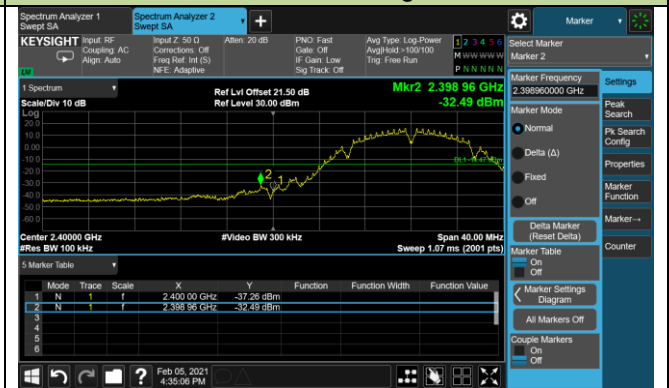 Spectrum Analyzer 1
Swept SA
Spectrum Analyzer 2
Swept SA
+
Marker
KEYSIGHT
Input: RF
Coupling: AC
Align: Auto
Input Z: 50 Ω
Corrections: Off
Freq Ref: Int (S)
NFE: Adaptive
Atten: 20 dB
PNO: Fast
Gate: Off
IF Gain: Low
Sig Track: Off
Avg Type: Log-Power
Avg|Hold:>100/100
Trig: Free Run
1 2 3 4 5 6
M W W W W W
P N N N N N
Select Marker
Marker 2
LXI
1 Spectrum
Scale/Div 10 dB
Ref Lvl Offset 21.50 dB
Ref Level 30.00 dBm
Mkr2 2.398 96 GHz
-32.49 dBm
Log
20.0
10.0
0.00
-10.0
-20.0
-30.0
-40.0
-50.0
-60.0
2
1
Center 2.40000 GHz
#Res BW 100 kHz
#Video BW 300 kHz
Span 40.00 MHz
Sweep 1.07 ms (2001 pts)
5 Marker Table
Mode Trace Scale X Y Function Function Width Function Value
1 N 1 f 2.400 00 GHz -37.26 dBm
2 N 1 f 2.398 96 GHz -32.49 dBm
3
4
5
6
Marker Frequency
2.398960000 GHz
Marker Mode
Normal
Delta (Δ)
Fixed
Off
Delta Marker
(Reset Delta)
Marker Table
On
Off
Marker Settings
Diagram
All Markers Off
Couple Markers
On
Off
Settings
Peak
Search
Pk Search
Config
Properties
Marker
Function
Marker→
Counter
?
Feb 05, 2021
4:35:06 PM